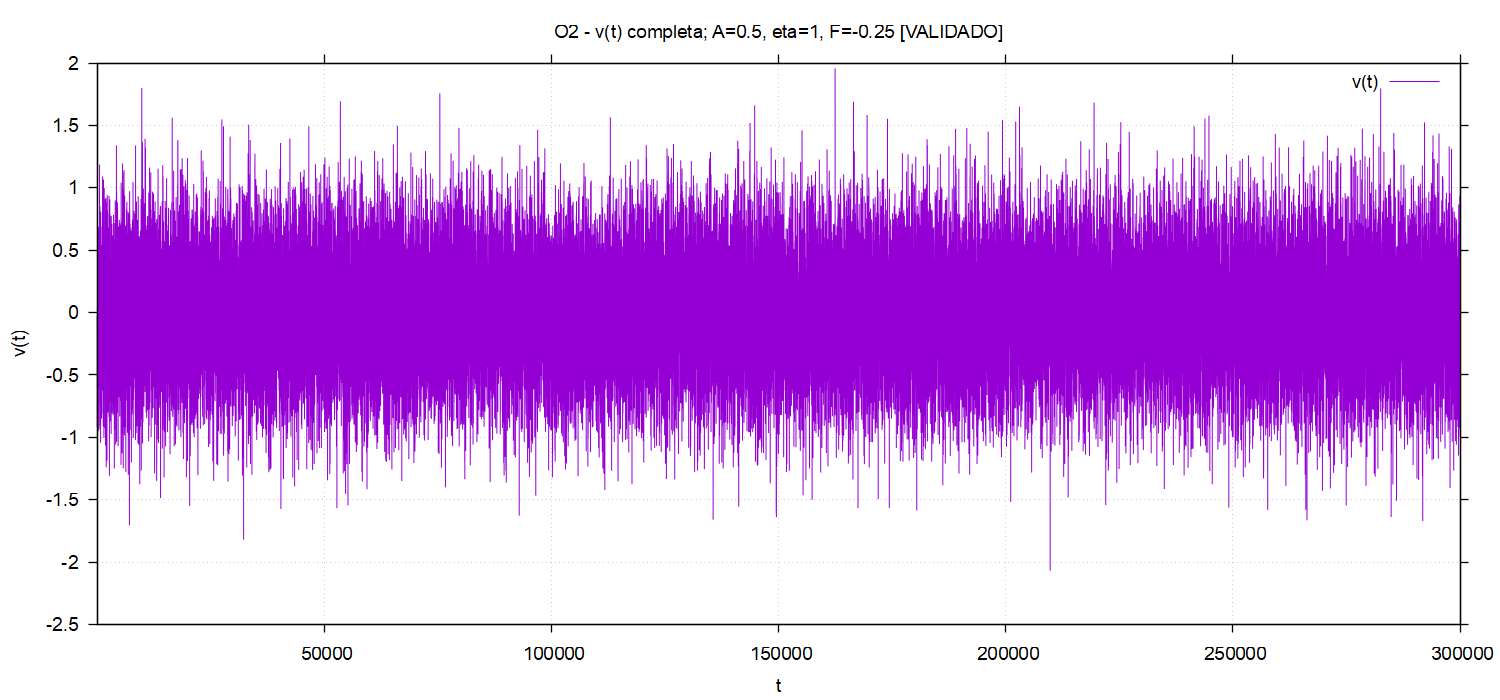 O2 - v(t) completa; A=0.5, eta=1, F=-0.25 [VALIDADO]
v(t)
2
1.5
1
0.5
0
-0.5
-1
-1.5
-2
-2.5
v(t)
50000 100000 150000 200000 250000 300000
t